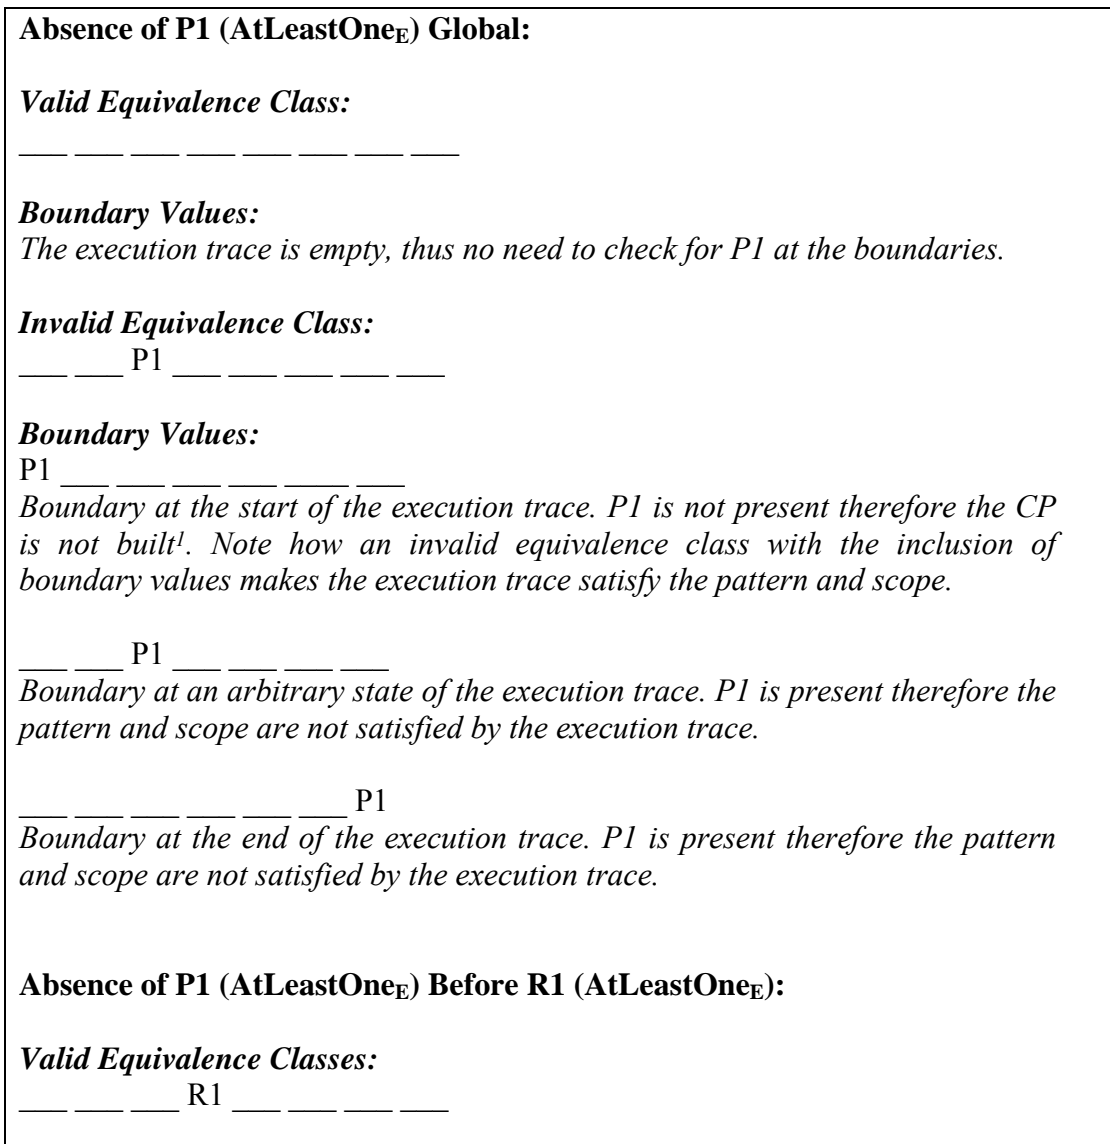 Absence of P1 (AtLeastOneE) Global:
Valid Equivalence Class:
___ ___ ___ ___ ___ ___ ___ ___
Boundary Values:
The execution trace is empty, thus no need to check for P1 at the boundaries.
Invalid Equivalence Class:
___ ___ P1 ___ ___ ___ ___ ___
Boundary Values:
P1 ___ ___ ___ ___ ____ ___
Boundary at the start of the execution trace. P1 is not present therefore the CP
is not built¹. Note how an invalid equivalence class with the inclusion of
boundary values makes the execution trace satisfy the pattern and scope.
___ ___ P1 ___ ___ ___ ___
Boundary at an arbitrary state of the execution trace. P1 is present therefore the
pattern and scope are not satisfied by the execution trace.
___ ___ ___ ___ ___ ___ P1
Boundary at the end of the execution trace. P1 is present therefore the pattern
and scope are not satisfied by the execution trace.
Absence of P1 (AtLeastOneE) Before R1 (AtLeastOneE):
Valid Equivalence Classes:
___ ___ ___ R1 ___ ___ ___ ___